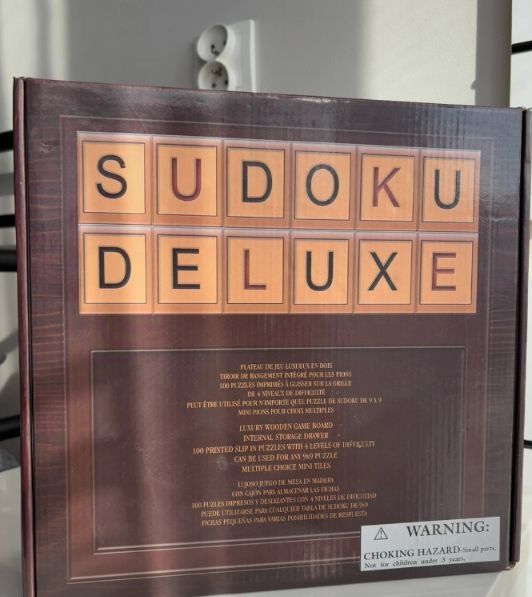 SUDOKU
DELUXE
PLATEAU DE JEU LUXUEUX EN BOIS
TIROIR DE RANGEMENT INTÉGRÉ POUR LES PIONS
100 PUZZLES IMPRIMÉS À GLISSER SUR LA GRILLE
DE 4 NIVEAUX DE DIFFICULTÉ
PEUT ÊTRE UTILISÉ POUR N'IMPORTE QUEL PUZZLE DE SUDOKU DE 9 X 9
MINI PIONS POUR CHOIX MULTIPLES
LUXURY WOODEN GAME BOARD
INTERNAL STORAGE DRAWER
100 PRINTED SLIP IN PUZZLES WITH 4 LEVELS OF DIFFICULTY
CAN BE USED FOR ANY 9x9 PUZZLE
MULTIPLE CHOICE MINI TILES
LUJOSO JUEGO DE MESA EN MADERA
CON CAJÓN PARA ALMACENAR LAS FICHAS
100 PUZLES IMPRESOS Y DESLIZANTES CON 4 NIVELES DE DIFICULTAD
PUEDE UTILIZARSE PARA CUALQUIER TABLA DE SUDOKU DE 9x9
FICHAS PEQUEÑAS PARA VARIAS POSIBILIDADES DE RESPUESTA
⚠ WARNING:
CHOKING HAZARD-Small parts.
Not for children under 3 years.